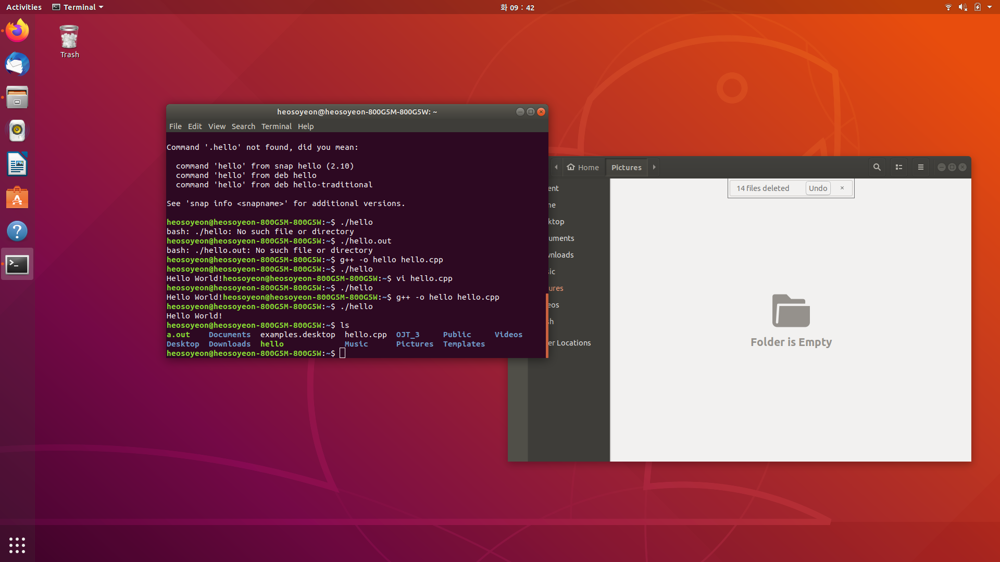 Activities
Terminal
화 09 : 42
Trash
heosoyeon@heosoyeon-800G5M-800G5W: ~
File Edit View Search Terminal Help
Command '.hello' not found, did you mean:
command 'hello' from snap hello (2.10)
command 'hello' from deb hello
command 'hello' from deb hello-traditional
See 'snap info <snapname>' for additional versions.
heosoyeon@heosoyeon-800G5M-800G5W:~$ ./hello
bash: ./hello: No such file or directory
heosoyeon@heosoyeon-800G5M-800G5W:~$ ./hello.out
bash: ./hello.out: No such file or directory
heosoyeon@heosoyeon-800G5M-800G5W:~$ g++ -o hello hello.cpp
heosoyeon@heosoyeon-800G5M-800G5W:~$ ./hello
Hello World!heosoyeon@heosoyeon-800G5M-800G5W:~$ vi hello.cpp
heosoyeon@heosoyeon-800G5M-800G5W:~$ ./hello
Hello World!heosoyeon@heosoyeon-800G5M-800G5W:~$ g++ -o hello hello.cpp
heosoyeon@heosoyeon-800G5M-800G5W:~$ ./hello
Hello World!
heosoyeon@heosoyeon-800G5M-800G5W:~$ ls
a.out Documents examples.desktop hello.cpp OJT_3 Public Videos
Desktop Downloads hello Music Pictures Templates
heosoyeon@heosoyeon-800G5M-800G5W:~$
Home
Pictures
14 files deleted
Undo
ent
me
ktop
uments
vnloads
sic
ures
eos
sh
er Locations
Folder is Empty